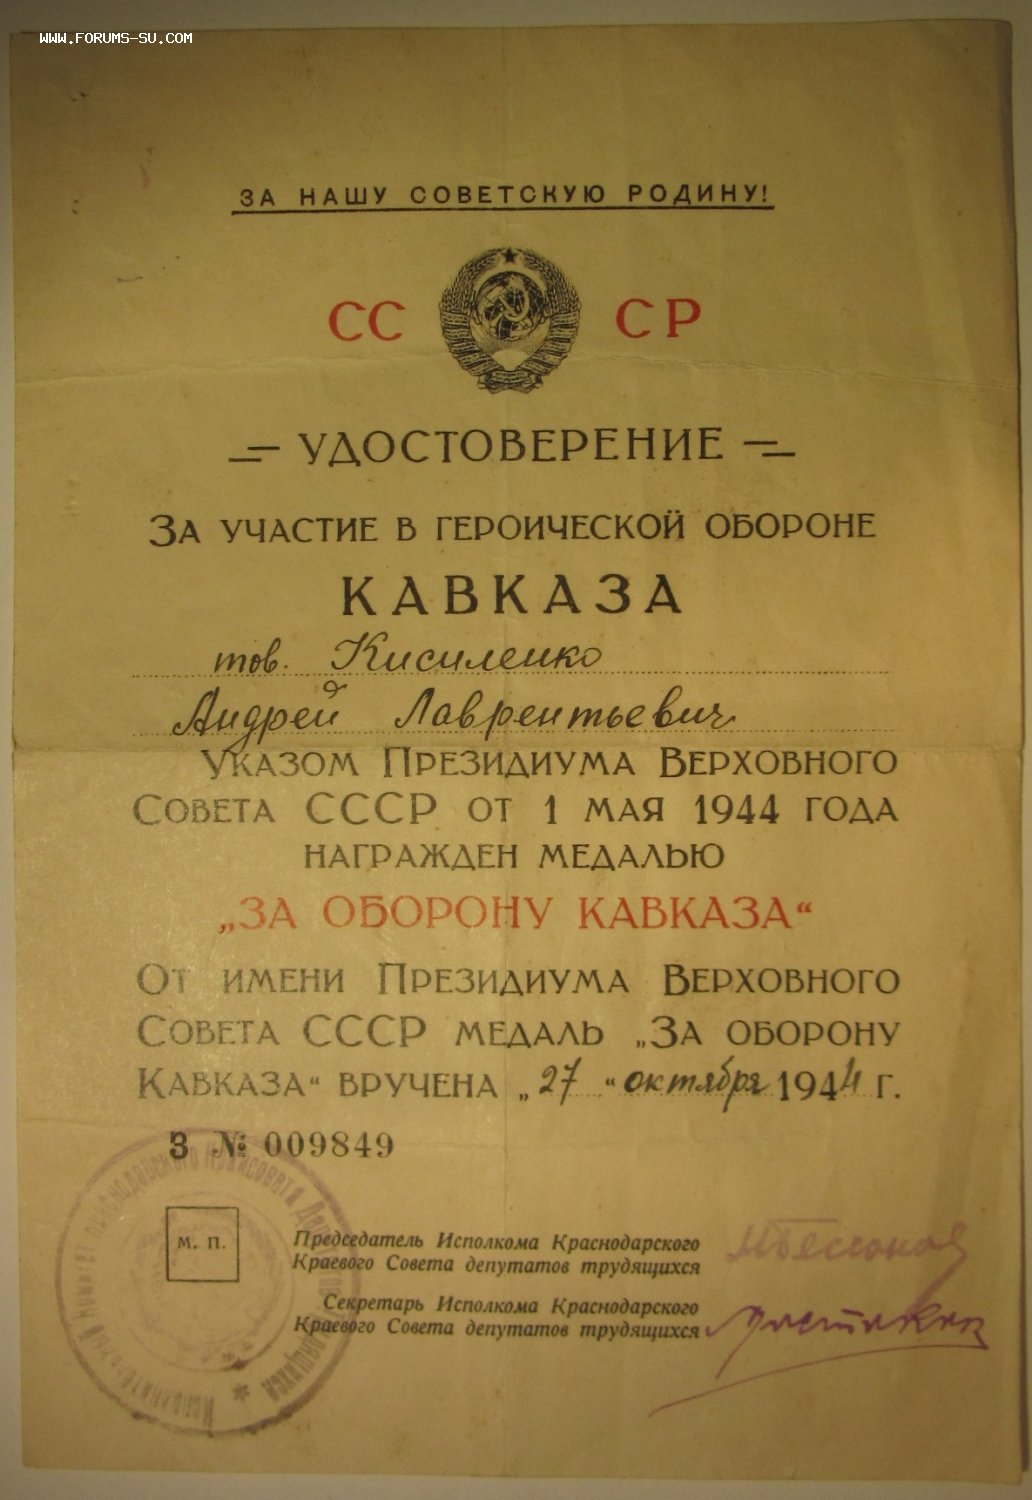 WWW.FORUMS-SU.COM
ЗА НАШУ СОВЕТСКУЮ РОДИНУ!
СС СР
УДОСТОВЕРЕНИЕ
ЗА УЧАСТИЕ В ГЕРОИЧЕСКОЙ ОБОРОНЕ
КАВКАЗА
тов. Кисиленко
Андрей Лаврентьевич
УКАЗОМ ПРЕЗИДИУМА ВЕРХОВНОГО
СОВЕТА СССР ОТ 1 МАЯ 1944 ГОДА
НАГРАЖДЕН МЕДАЛЬЮ
„ЗА ОБОРОНУ КАВКАЗА“
ОТ ИМЕНИ ПРЕЗИДИУМА ВЕРХОВНОГО
СОВЕТА СССР МЕДАЛЬ „ЗА ОБОРОНУ
КАВКАЗА“ ВРУЧЕНА „27“ октября 1944 г.
З № 009849
М. П.
Председатель Исполкома Краснодарского
Краевого Совета депутатов трудящихся
Секретарь Исполкома Краснодарского
Краевого Совета депутатов трудящихся